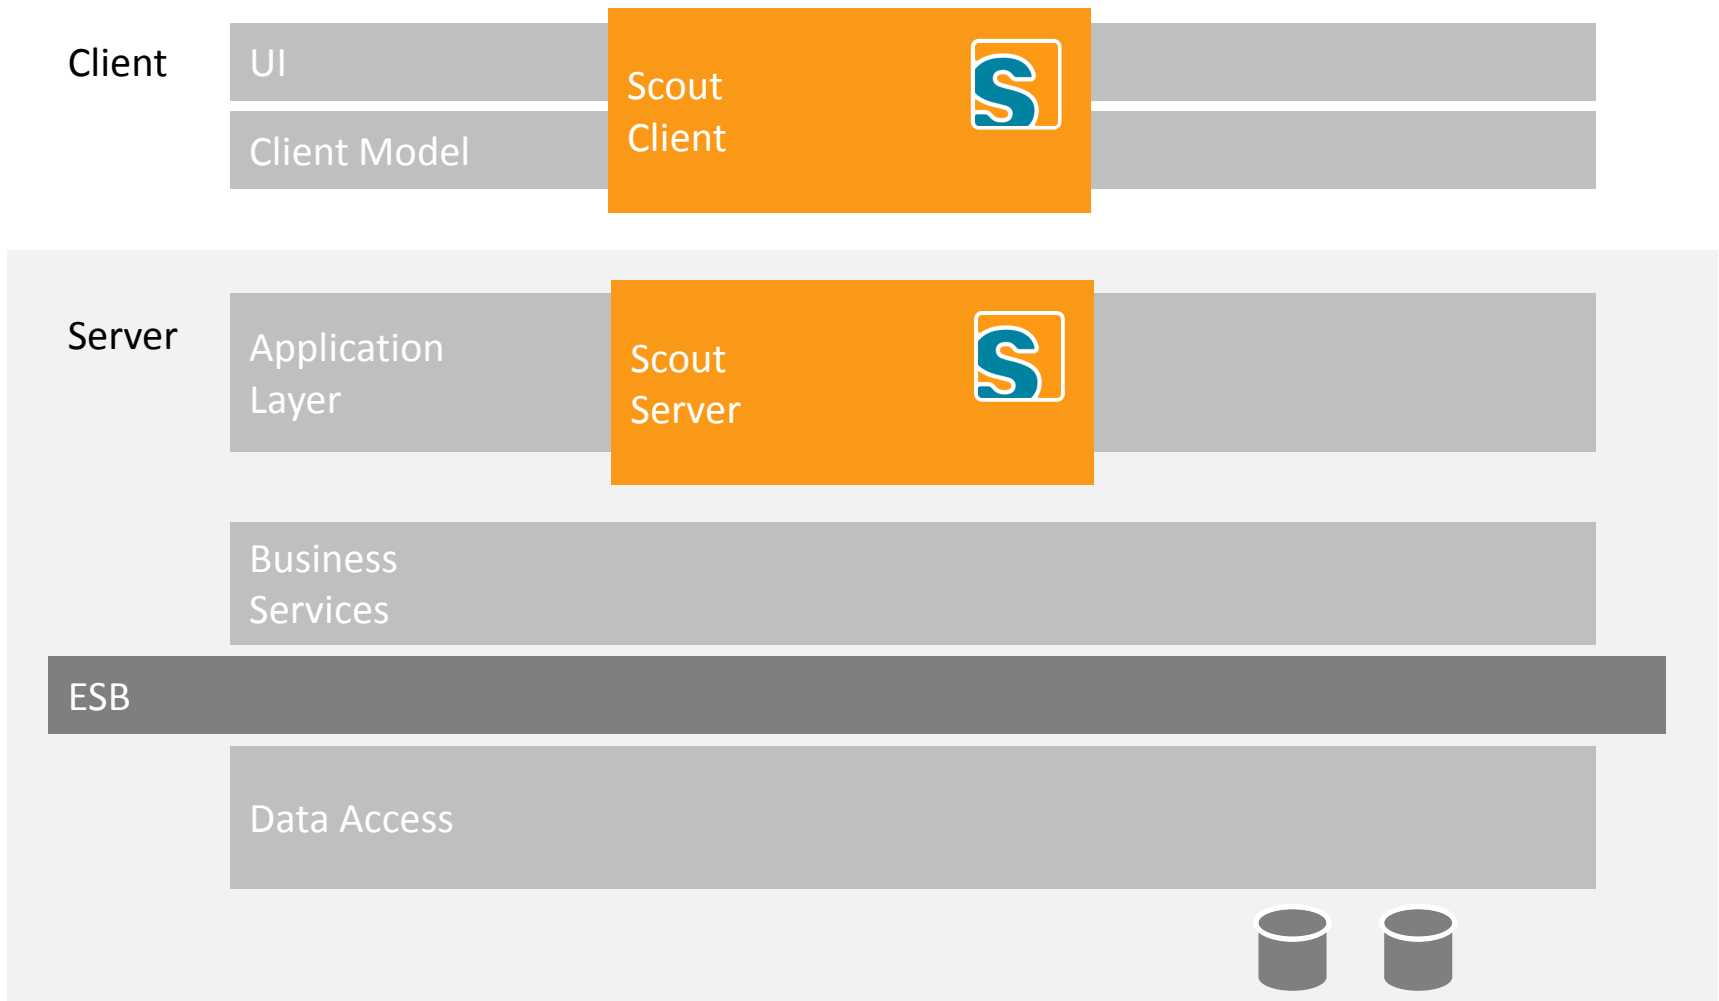 Client
UI
Client Model
Scout
Client
S
Server
Application
Layer
Scout
Server
S
Business
Services
ESB
Data Access